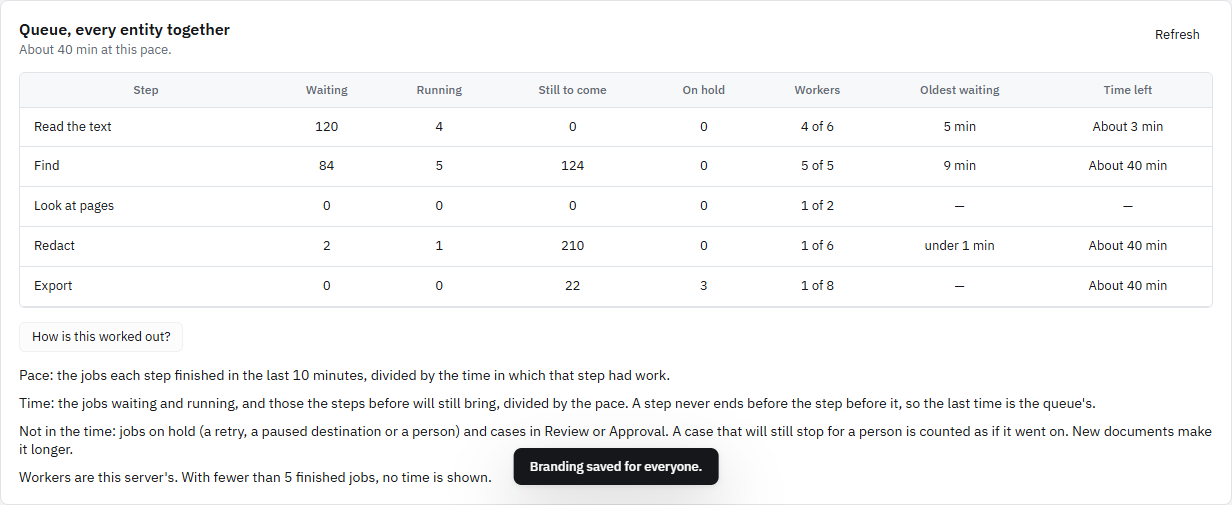 Queue, every entity together
About 40 min at this pace.
Refresh
Step Waiting Running Still to come On hold Workers Oldest waiting Time left
Read the text 120 4 0 0 4 of 6 5 min About 3 min
Find 84 5 124 0 5 of 5 9 min About 40 min
Look at pages 0 0 0 0 1 of 2 — —
Redact 2 1 210 0 1 of 6 under 1 min About 40 min
Export 0 0 22 3 1 of 8 — About 40 min
How is this worked out?
Pace: the jobs each step finished in the last 10 minutes, divided by the time in which that step had work.
Time: the jobs waiting and running, and those the steps before will still bring, divided by the pace. A step never ends before the step before it, so the last time is the queue's.
Not in the time: jobs on hold (a retry, a paused destination or a person) and cases in Review or Approval. A case that will still stop for a person is counted as if it went on. New documents make
it longer.
Workers are this server's. With fewer than 5 finished jobs, no time is shown.
Branding saved for everyone.